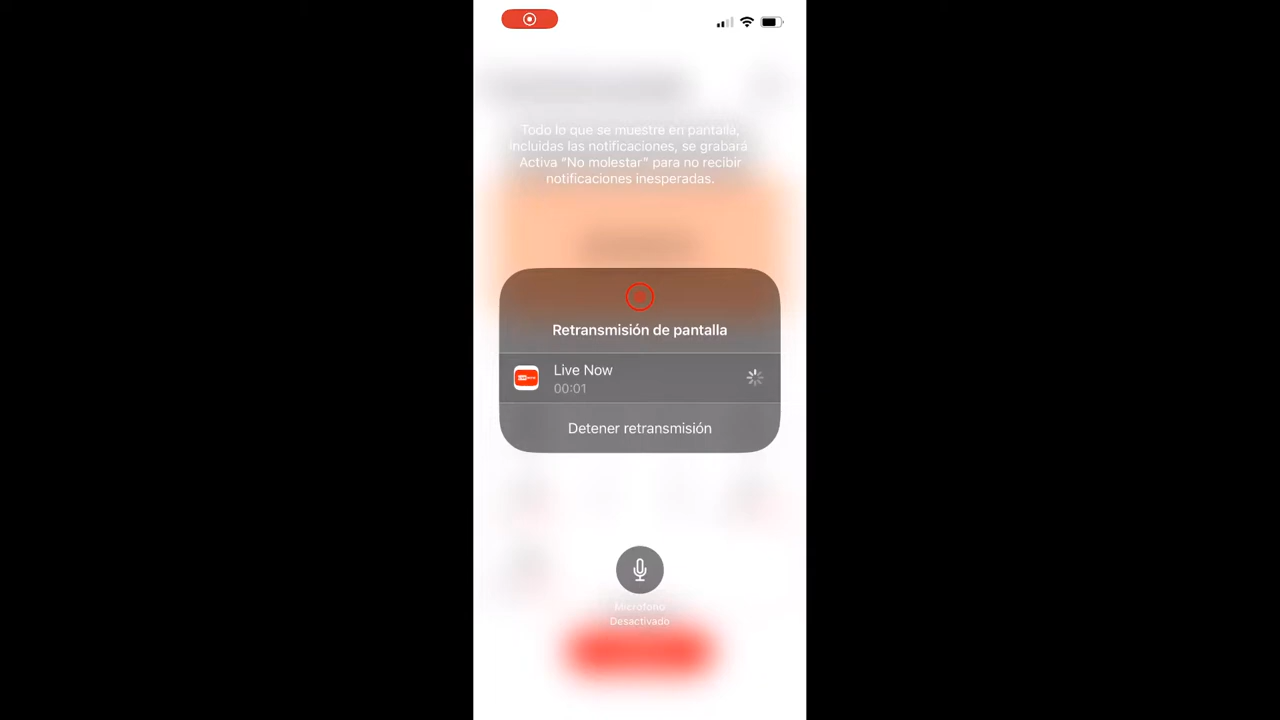 Todo lo que se muestre en pantalla,
incluidas las notificaciones, se grabará
Activa "No molestar" para no recibir
notificaciones inesperadas.
Retransmisión de pantalla
Live Now
00:01
Detener retransmisión
Micrófono
Desactivado